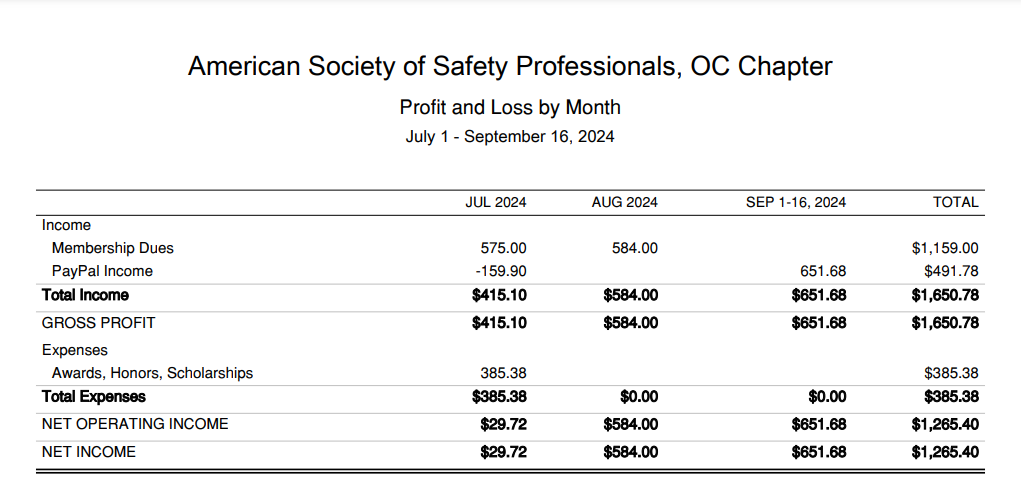 American Society of Safety Professionals, OC Chapter
Profit and Loss by Month
July 1 - September 16, 2024
JUL 2024 AUG 2024 SEP 1-16, 2024 TOTAL
Income
Membership Dues 575.00 584.00 $1,159.00
PayPal Income -159.90 651.68 $491.78
Total Income $415.10 $584.00 $651.68 $1,650.78
GROSS PROFIT $415.10 $584.00 $651.68 $1,650.78
Expenses
Awards, Honors, Scholarships 385.38 $385.38
Total Expenses $385.38 $0.00 $0.00 $385.38
NET OPERATING INCOME $29.72 $584.00 $651.68 $1,265.40
NET INCOME $29.72 $584.00 $651.68 $1,265.40